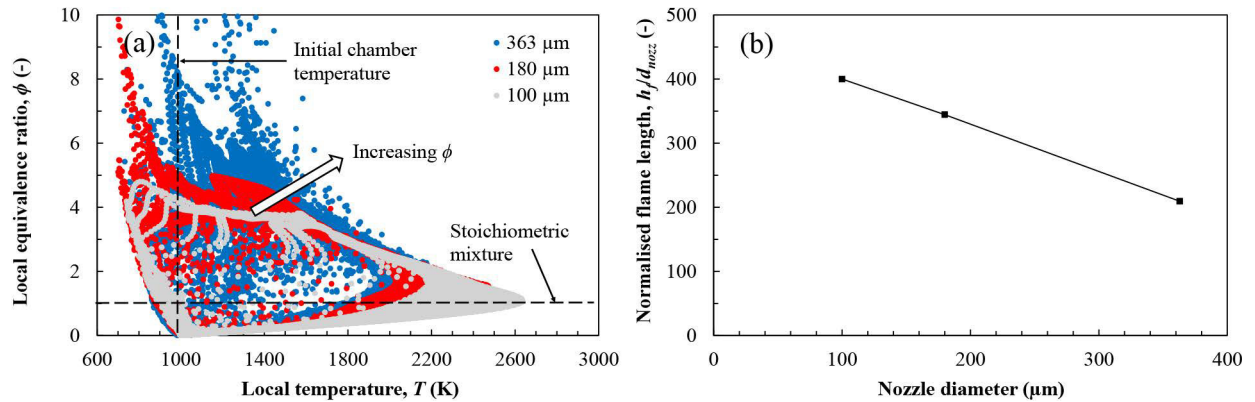 (a)
Initial chamber
temperature
363 µm
180 µm
100 µm
Increasing ϕ
Stoichiometric
mixture
Local equivalence ratio, ϕ (-)
10
8
6
4
2
0
600 1000 1400 1800 2200 2600 3000
Local temperature, T (K)
(b)
Normalised flame length, h_f/d_nozz (-)
500
400
300
200
100
0
0 100 200 300 400
Nozzle diameter (µm)